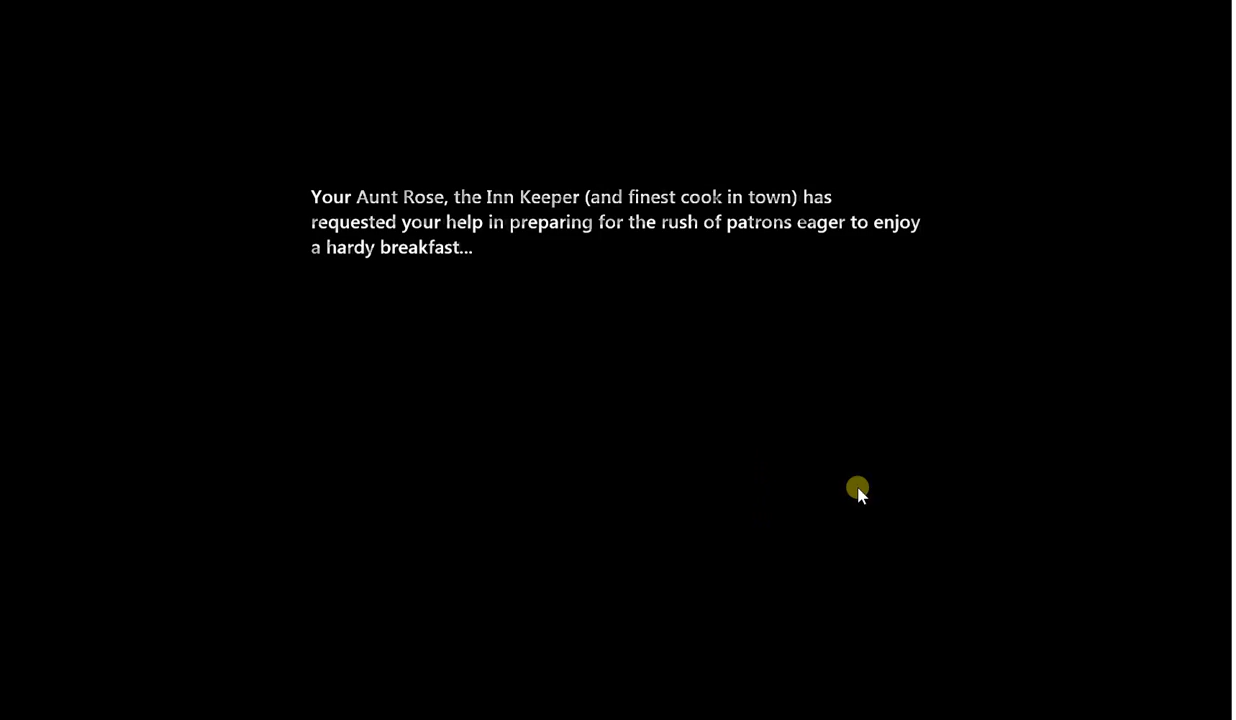 Your Aunt Rose, the Inn Keeper (and finest cook in town) has
requested your help in preparing for the rush of patrons eager to enjoy
a hardy breakfast...